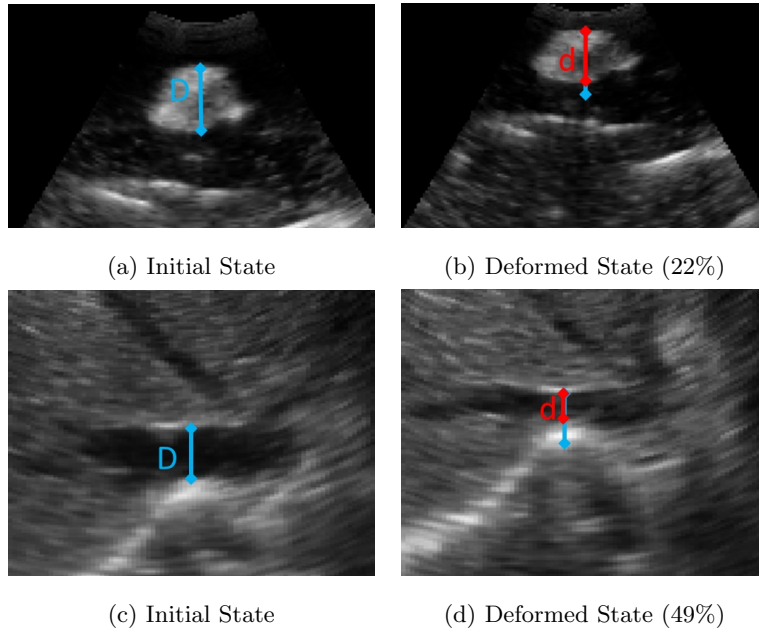 D
d
(a) Initial State
(b) Deformed State (22%)
D
d
(c) Initial State
(d) Deformed State (49%)